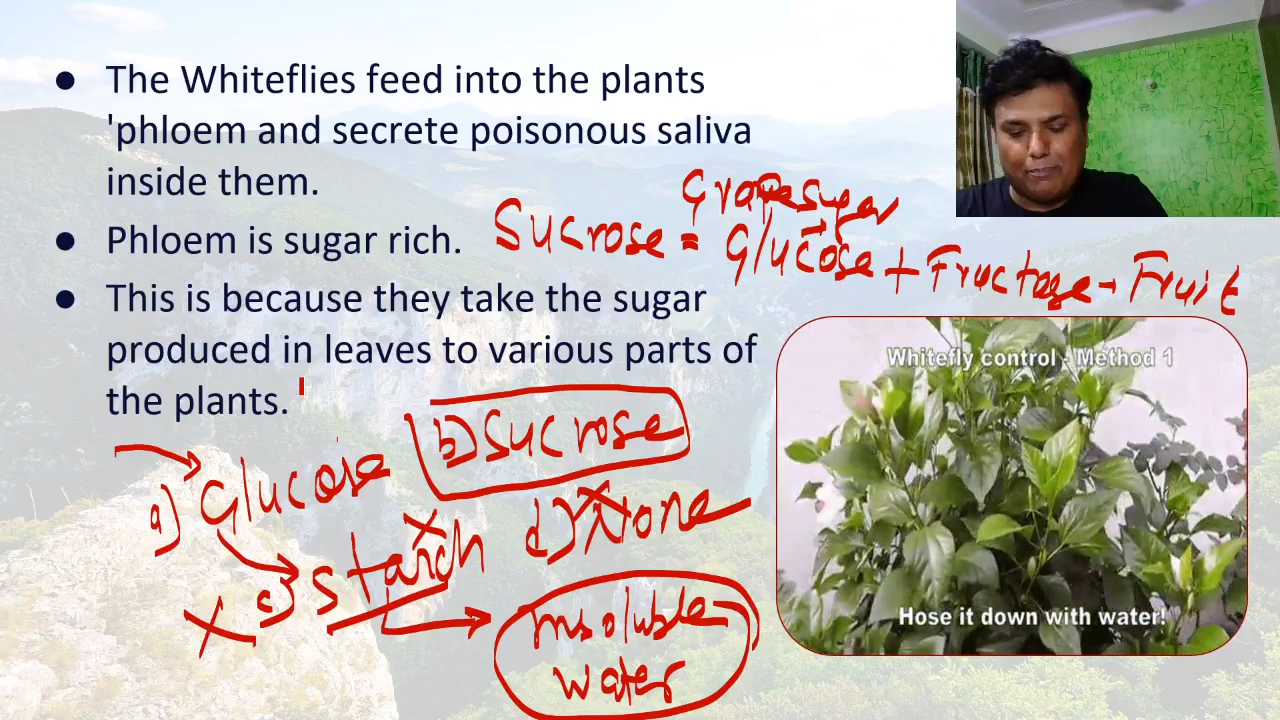 ● The Whiteflies feed into the plants
'phloem and secrete poisonous saliva
inside them.
● Phloem is sugar rich.
Grape sugar
Sucrose = Glucose + Fructose → Fruit
● This is because they take the sugar
produced in leaves to various parts of
the plants.
a) Glucose
b) Sucrose
c) Starch
d) None
insoluble
water
Whitefly control - Method 1
Hose it down with water!